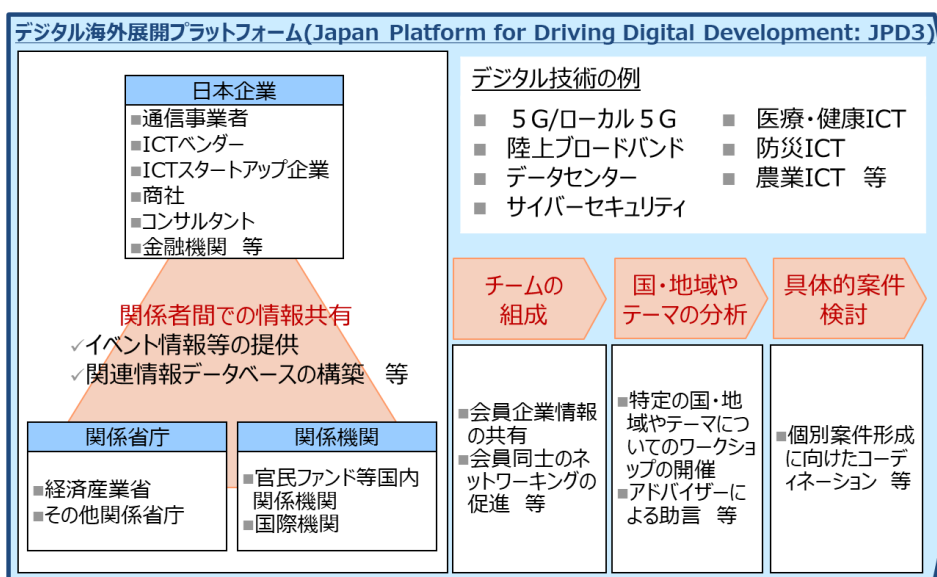 デジタル海外展開プラットフォーム(Japan Platform for Driving Digital Development: JPD3)
日本企業
■通信事業者
■ICTベンダー
■ICTスタートアップ企業
■商社
■コンサルタント
■金融機関　等
関係者間での情報共有
✓イベント情報等の提供
✓関連情報データベースの構築　等
関係省庁
■経済産業省
■その他関係省庁
関係機関
■官民ファンド等国内
関係機関
■国際機関
デジタル技術の例
■ ５G/ローカル５G
■ 陸上ブロードバンド
■ データセンター
■ サイバーセキュリティ
■ 医療・健康ICT
■ 防災ICT
■ 農業ICT　等
チームの
組成
■会員企業情報
の共有
■会員同士のネ
ットワーキングの
促進　等
国・地域や
テーマの分析
■特定の国・地
域やテーマにつ
いてのワークショ
ップの開催
■アドバイザーに
よる助言　等
具体的案件
検討
■個別案件形成
に向けたコーデ
ィネーション　等